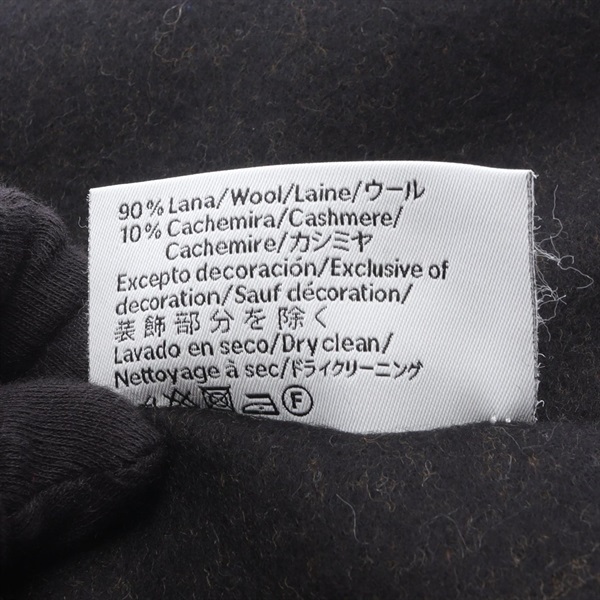 90% Lana/Wool/Laine/ウール
10% Cachemira/Cashmere/
Cachemire/カシミヤ
Excepto decoración/Exclusive of
decoration/Sauf décoration/
装飾部分を除く
Lavado en seco/Dry clean/
Nettoyage à sec/ドライクリーニング
F